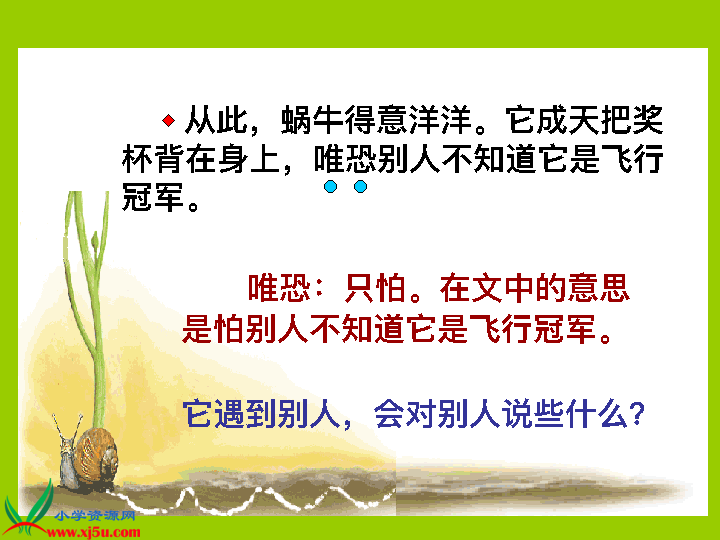 从此，蜗牛得意洋洋。它成天把奖
杯背在身上，唯恐别人不知道它是飞行
冠军。
唯恐：只怕。在文中的意思
是怕别人不知道它是飞行冠军。
它遇到别人，会对别人说些什么？
小学资源网
www.xj5u.com